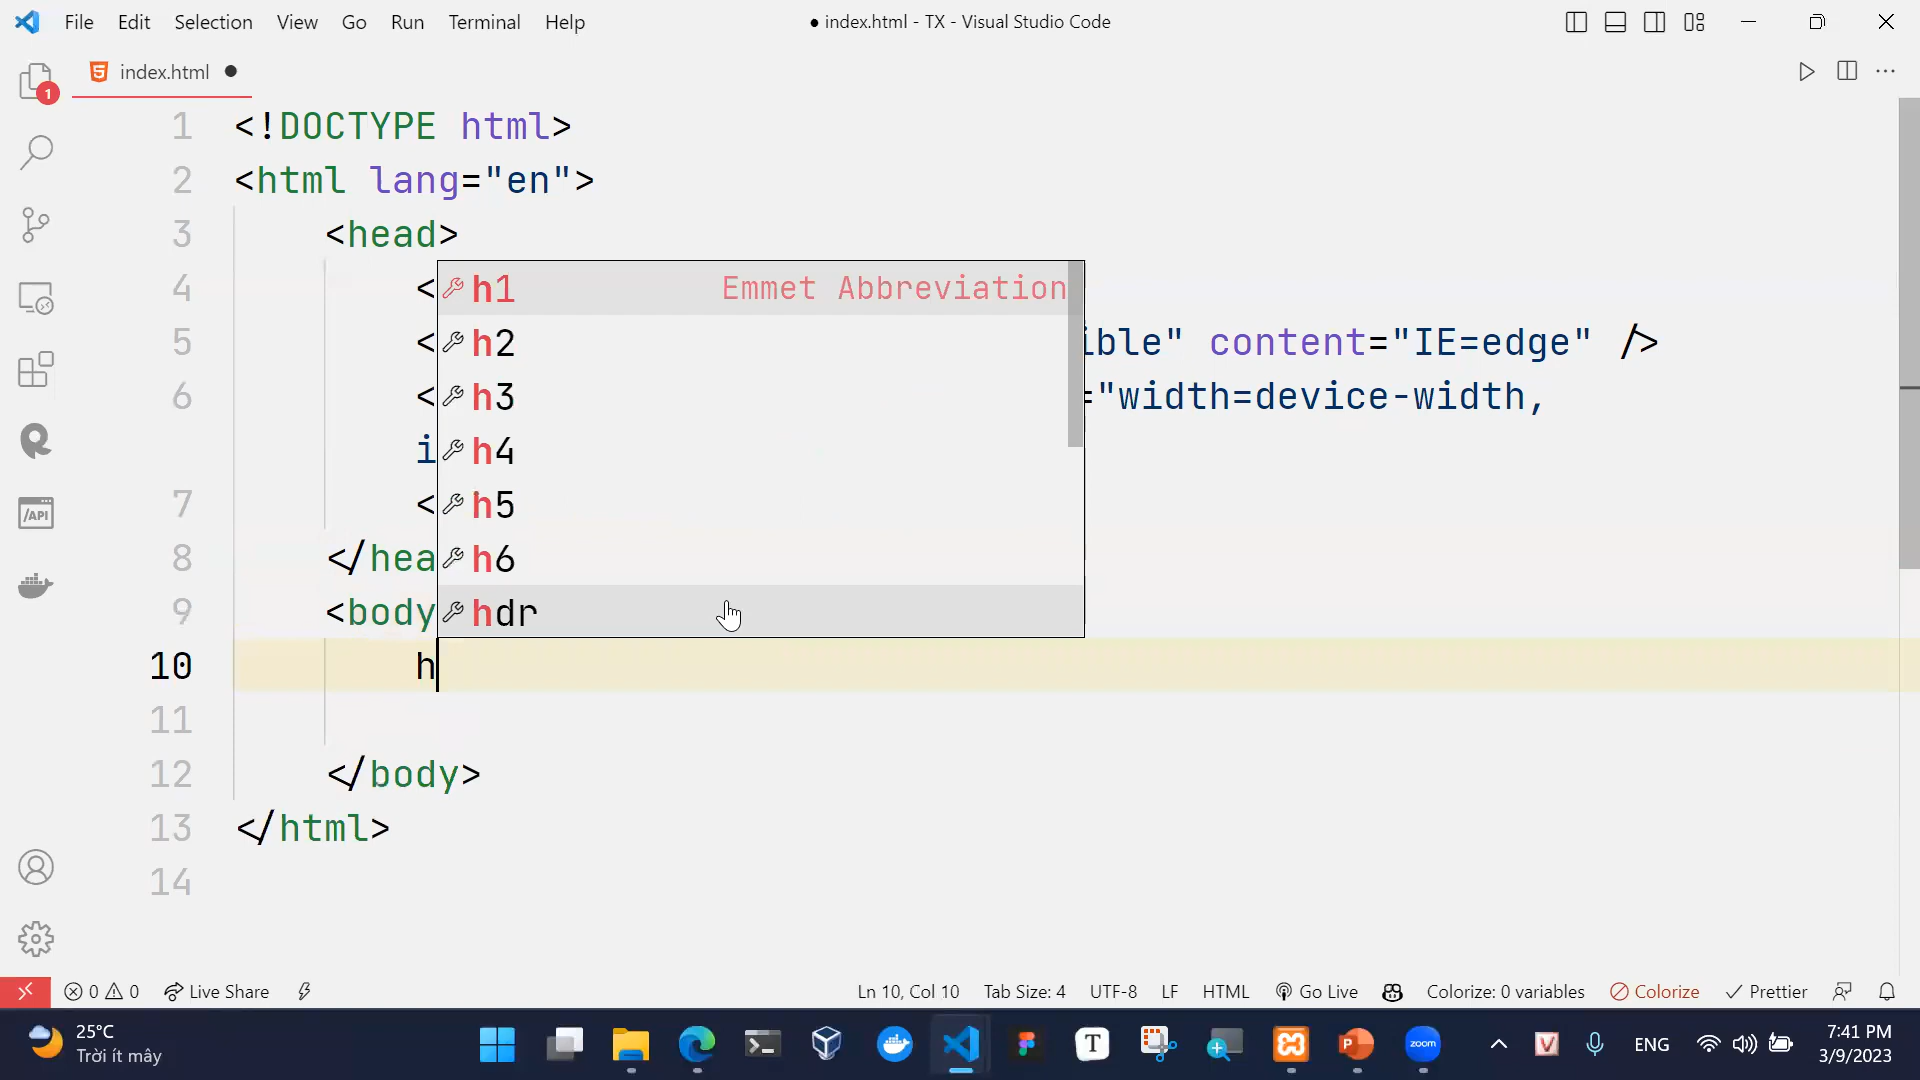 File Edit Selection View Go Run Terminal Help
● index.html - TX - Visual Studio Code
index.html ●
1
1 <!DOCTYPE html>
2 <html lang="en">
3 <head>
4 <
5 < ible" content="IE=edge" />
6 < ="width=device-width,
i
7 <
8 </hea
9 <body
10 h
11
12 </body>
13 </html>
14
h1 Emmet Abbreviation
h2
h3
h4
h5
h6
hdr
/API
0 0 Live Share
Ln 10, Col 10 Tab Size: 4 UTF-8 LF HTML Go Live Colorize: 0 variables Colorize Prettier
25°C
Trời ít mây
T
zoom
V
ENG
7:41 PM
3/9/2023